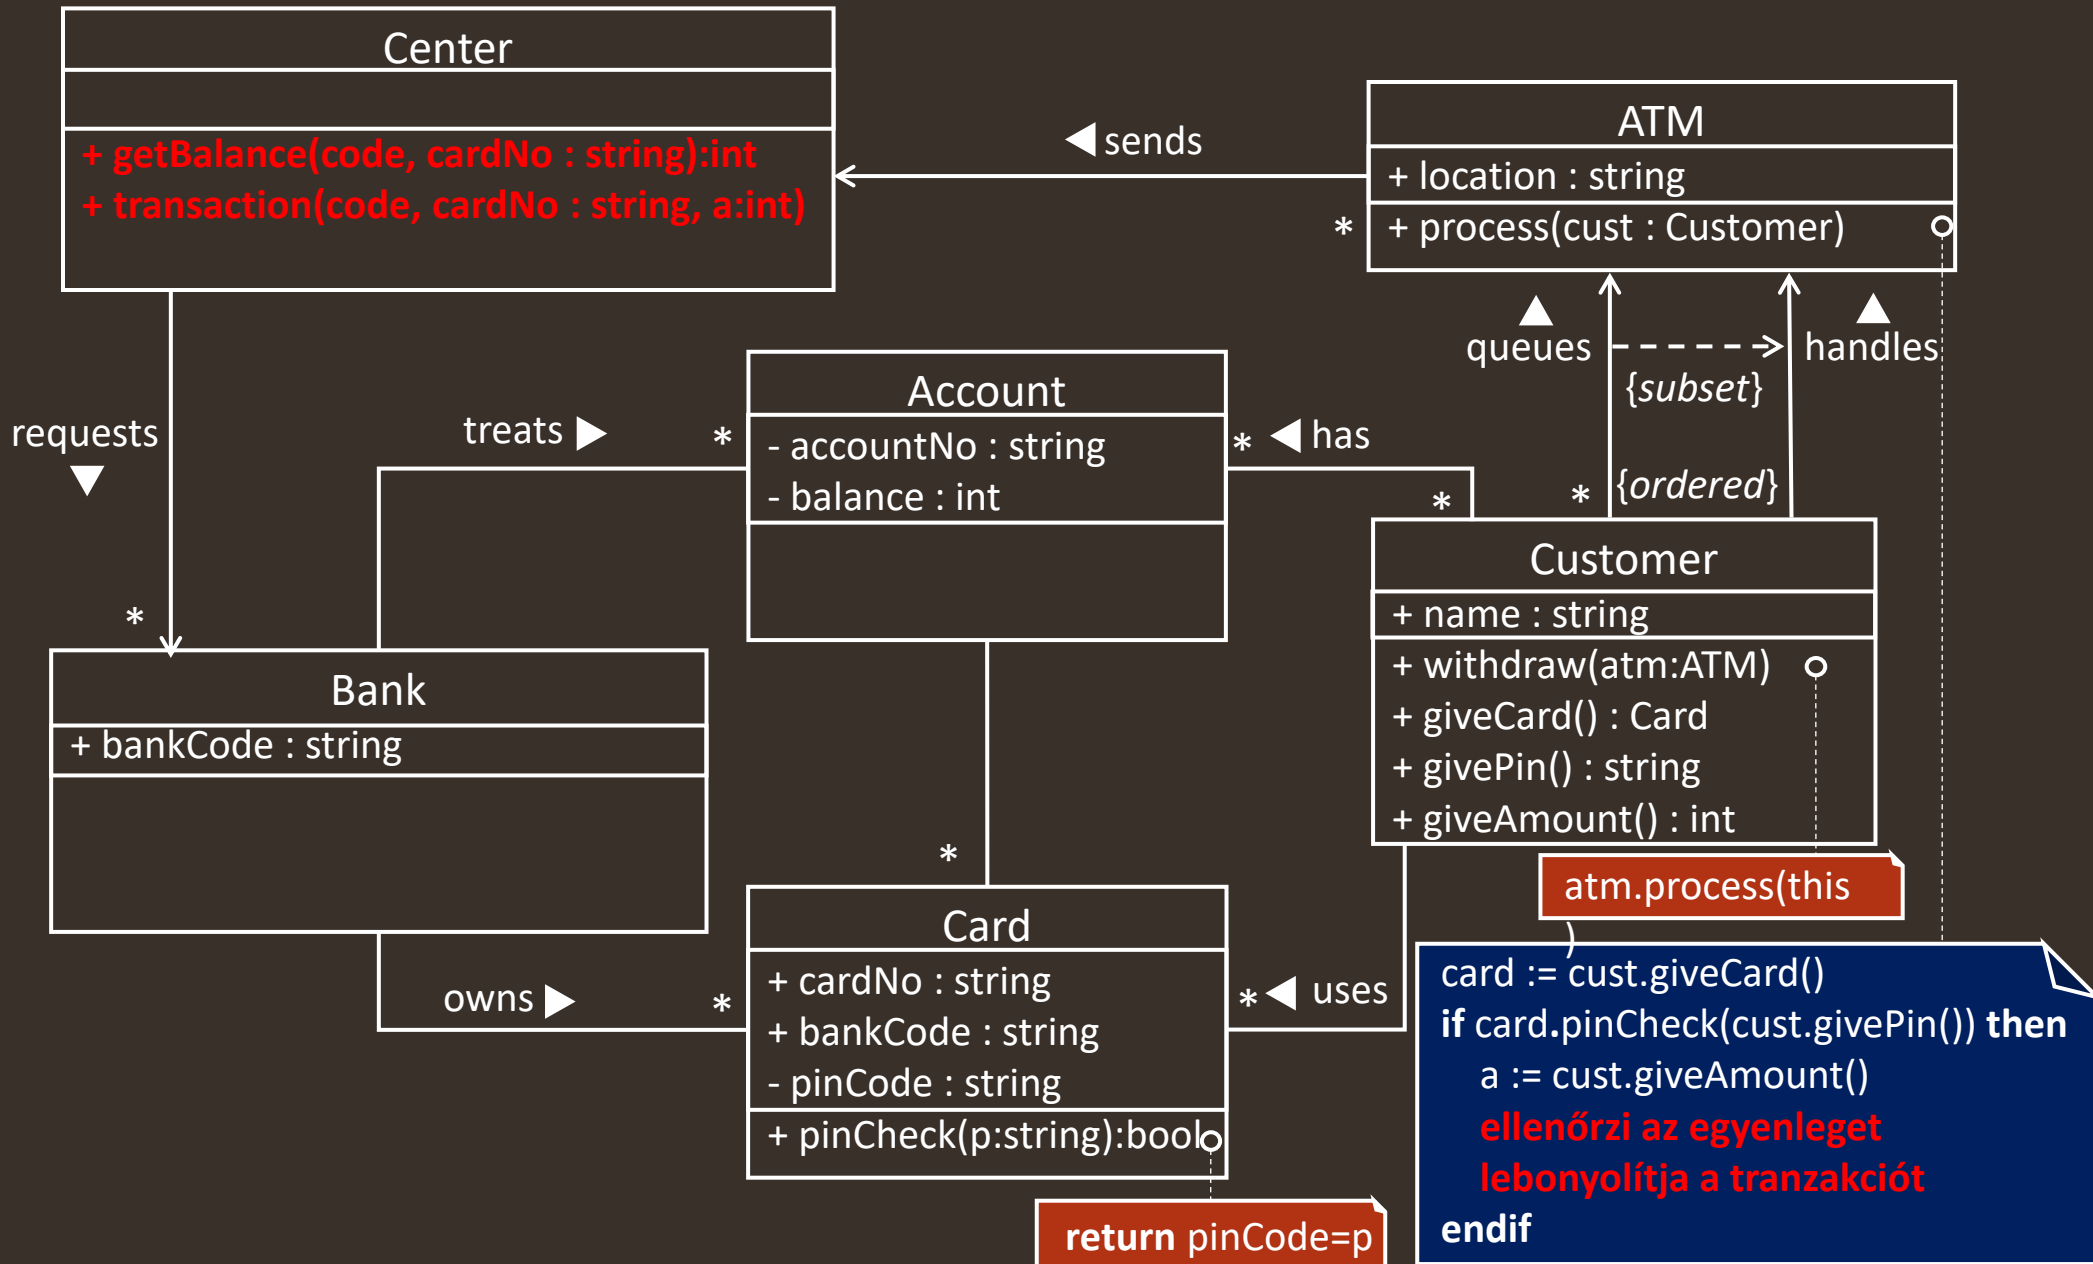 Center
+ getBalance(code, cardNo : string):int
+ transaction(code, cardNo : string, a:int)
sends
*
ATM
+ location : string
+ process(cust : Customer)
queues
handles
{subset}
{ordered}
*
requests
*
treats
*
Account
- accountNo : string
- balance : int
* has
*
Customer
+ name : string
+ withdraw(atm:ATM)
+ giveCard() : Card
+ givePin() : string
+ giveAmount() : int
atm.process(this
)
Bank
+ bankCode : string
*
owns
*
Card
+ cardNo : string
+ bankCode : string
- pinCode : string
+ pinCheck(p:string):bool
* uses
return pinCode=p
card := cust.giveCard()
if card.pinCheck(cust.givePin()) then
a := cust.giveAmount()
ellenőrzi az egyenleget
lebonyolítja a tranzakciót
endif